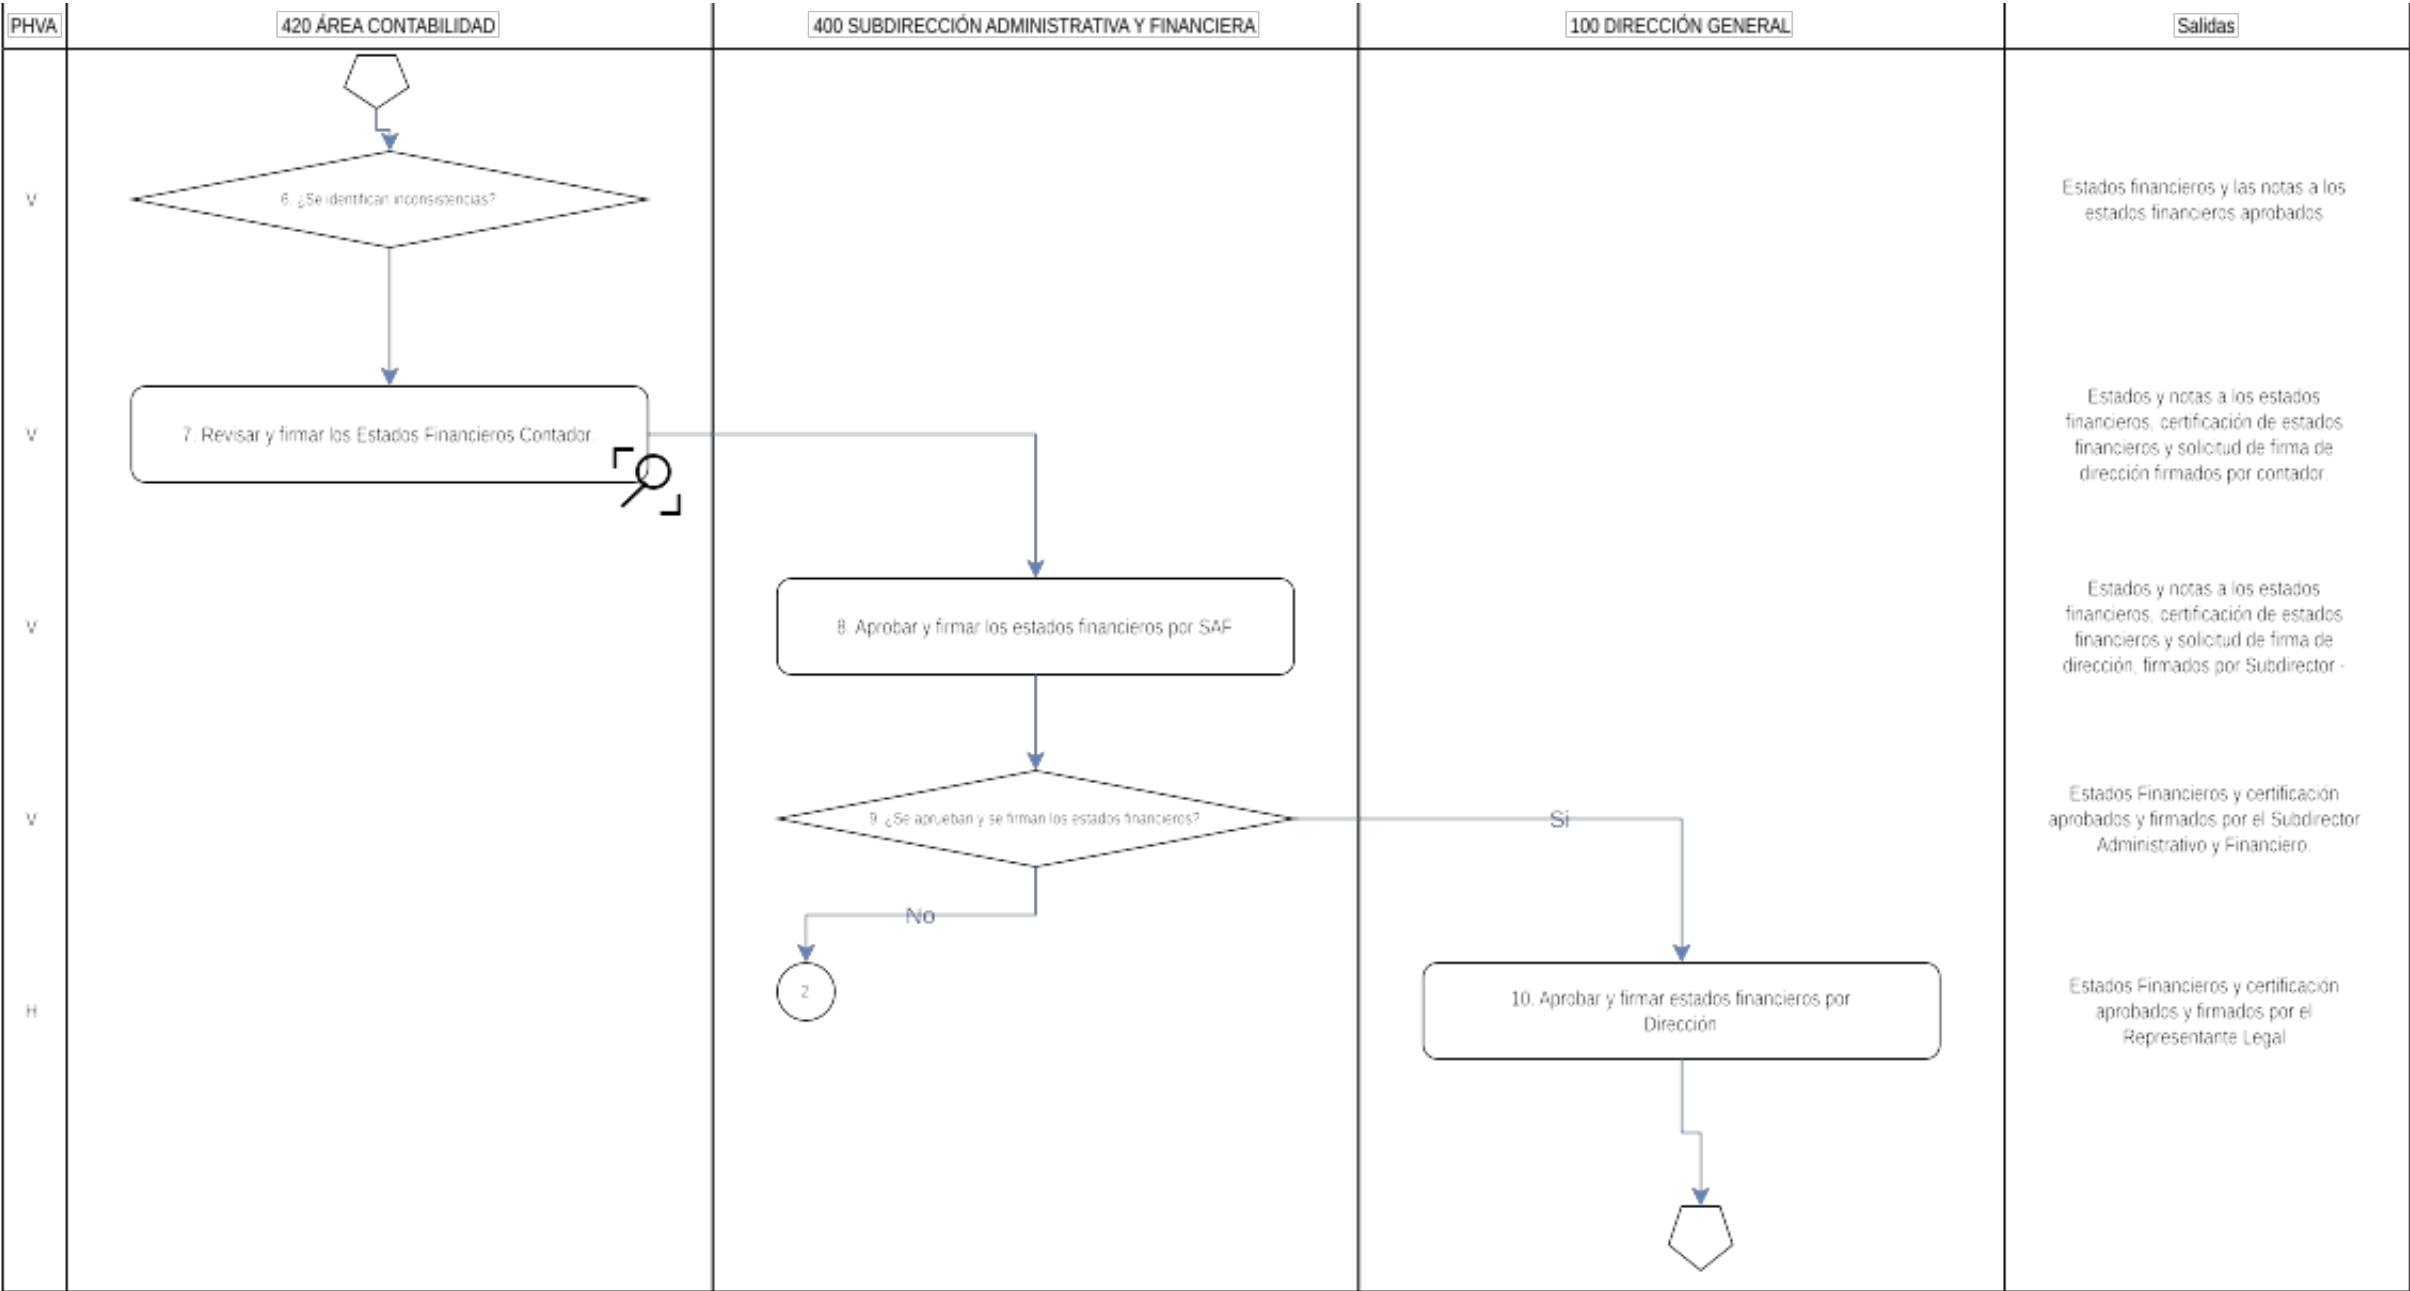 PHVA
420 ÁREA CONTABILIDAD
400 SUBDIRECCIÓN ADMINISTRATIVA Y FINANCIERA
100 DIRECCIÓN GENERAL
Salidas
V
6. ¿Se identifican inconsistencias?
Estados financieros y las notas a los
estados financieros aprobados
V
7. Revisar y firmar los Estados Financieros Contador.
Estados y notas a los estados
financieros, certificación de estados
financieros y solicitud de firma de
dirección firmados por contador.
V
8. Aprobar y firmar los estados financieros por SAF
Estados y notas a los estados
financieros, certificación de estados
financieros y solicitud de firma de
dirección, firmados por Subdirector -
V
9. ¿Se aprueban y se firman los estados financieros?
Si
Estados Financieros y certificación
aprobados y firmados por el Subdirector
Administrativo y Financiero.
No
H
2
10. Aprobar y firmar estados financieros por
Dirección
Estados Financieros y certificación
aprobados y firmados por el
Representante Legal